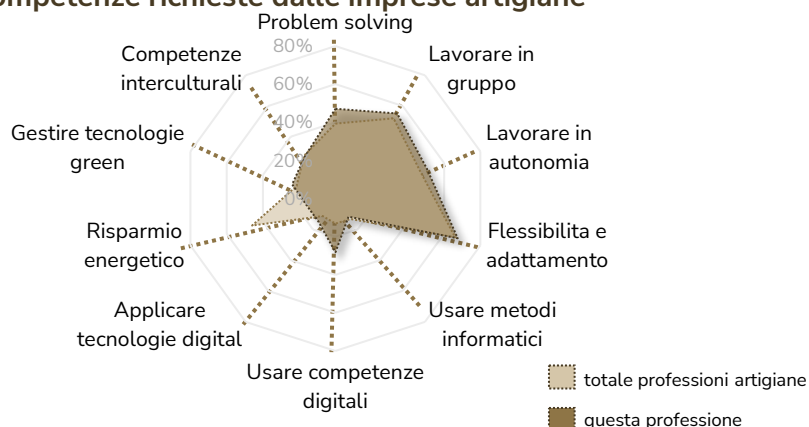 ompetenze richieste dalle imprese artigiane
Problem solving
80%
60%
40%
20%
0%
Competenze
interculturali
Lavorare in
gruppo
Gestire tecnologie
green
Lavorare in
autonomia
Risparmio
energetico
Flessibilita e
adattamento
Applicare
tecnologie digital
Usare metodi
informatici
Usare competenze
digitali
totale professioni artigiane
questa professione